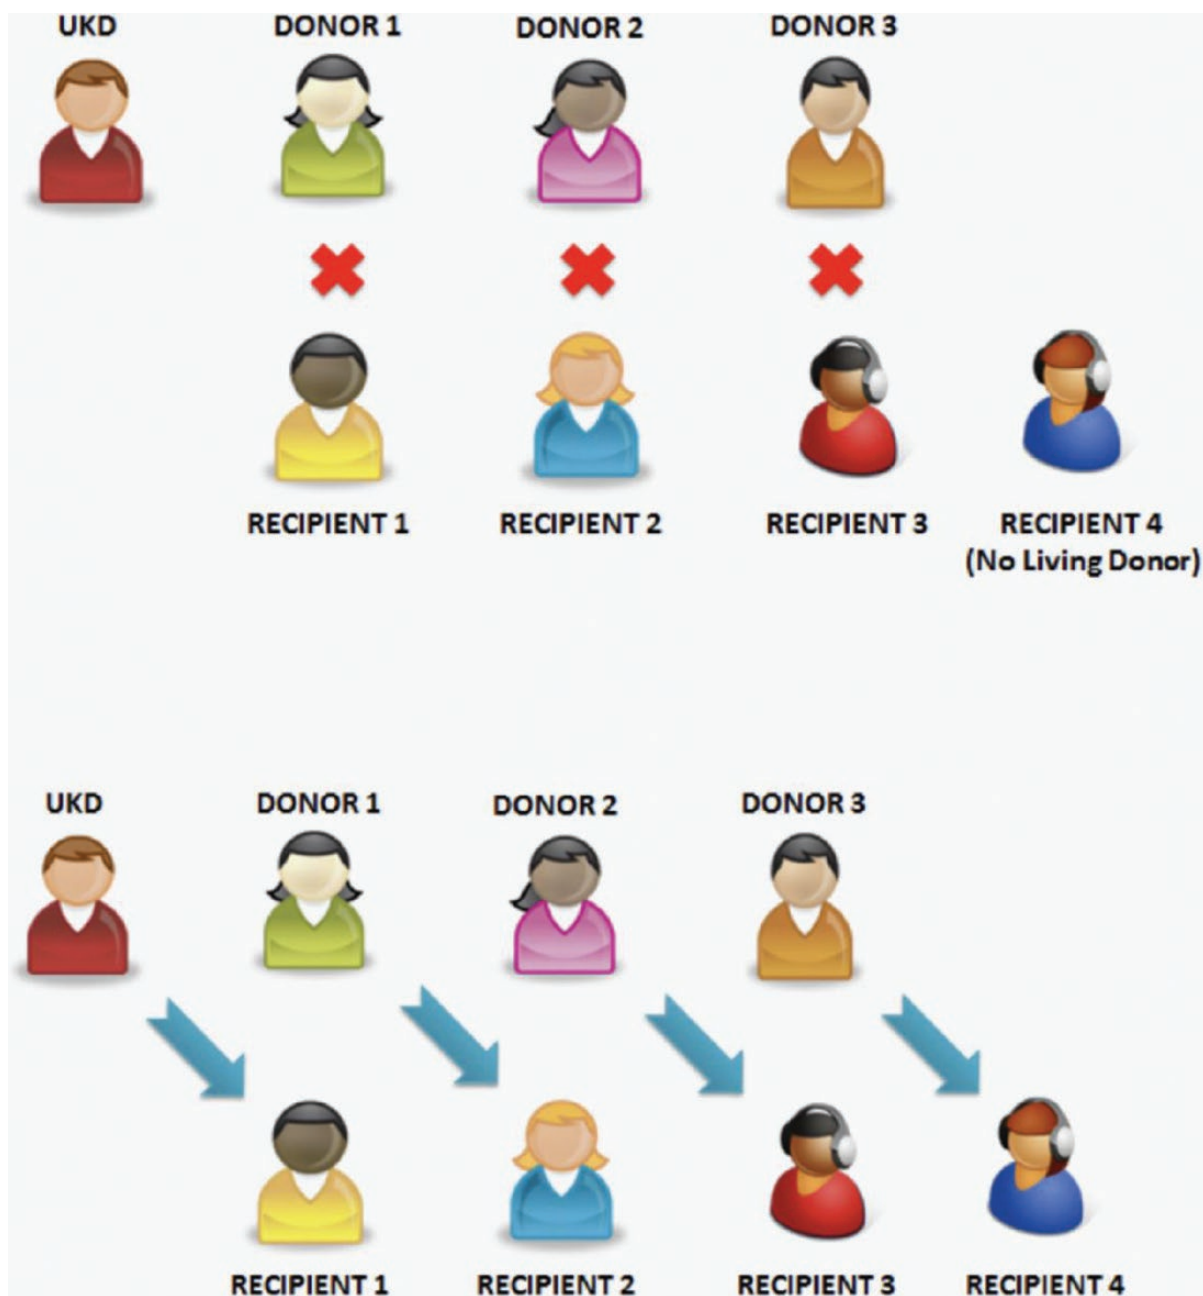 UKD DONOR 1 DONOR 2 DONOR 3
RECIPIENT 1 RECIPIENT 2 RECIPIENT 3 RECIPIENT 4
(No Living Donor)
UKD DONOR 1 DONOR 2 DONOR 3
RECIPIENT 1 RECIPIENT 2 RECIPIENT 3 RECIPIENT 4